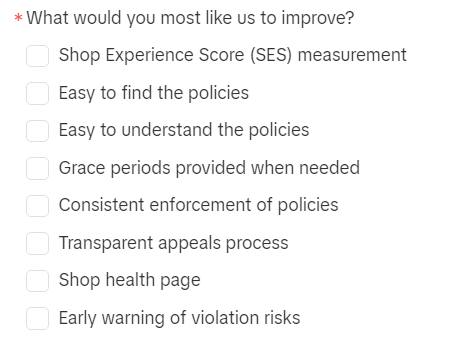 * What would you most like us to improve?
Shop Experience Score (SES) measurement
Easy to find the policies
Easy to understand the policies
Grace periods provided when needed
Consistent enforcement of policies
Transparent appeals process
Shop health page
Early warning of violation risks